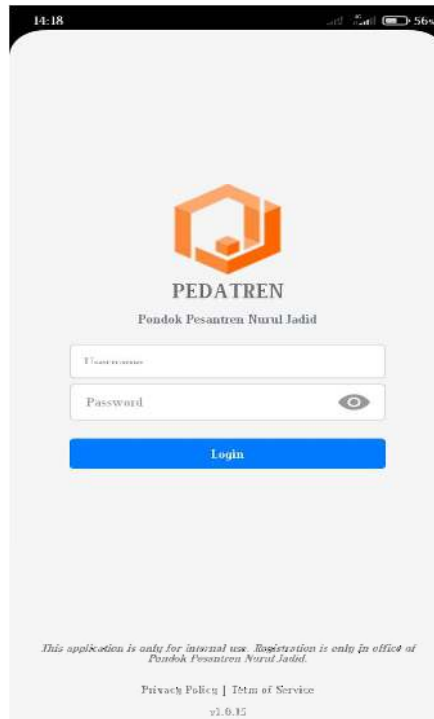 14:18
56%
PEDATREN
Pondok Pesantren Nurul Jadid
Username
Password
Login
This application is only for internal use. Registration is only in office of
Pondok Pesantren Nurul Jadid.
Privacy Policy | Term of Service
v1.0.15